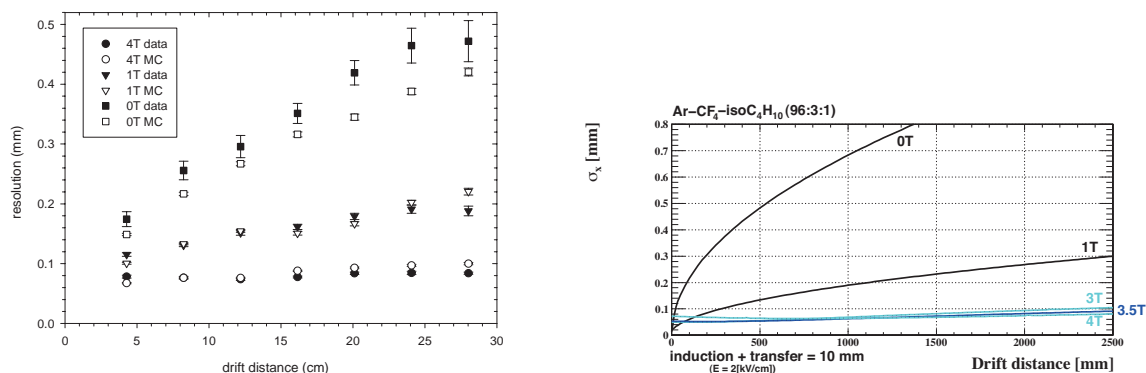 0.5
0.4
0.3
0.2
0.1
0.0
resolution (mm)
4T data
4T MC
1T data
1T MC
0T data
0T MC
0 5 10 15 20 25 30
drift distance (cm)
Ar–CF₄–isoC₄H₁₀ (96:3:1)
σₓ [mm]
0.8
0.7
0.6
0.5
0.4
0.3
0.2
0.1
0
0T
1T
3T
3.5T
4T
0 500 1000 1500 2000 2500
induction + transfer = 10 mm
(E = 2[kV/cm])
Drift distance [mm]